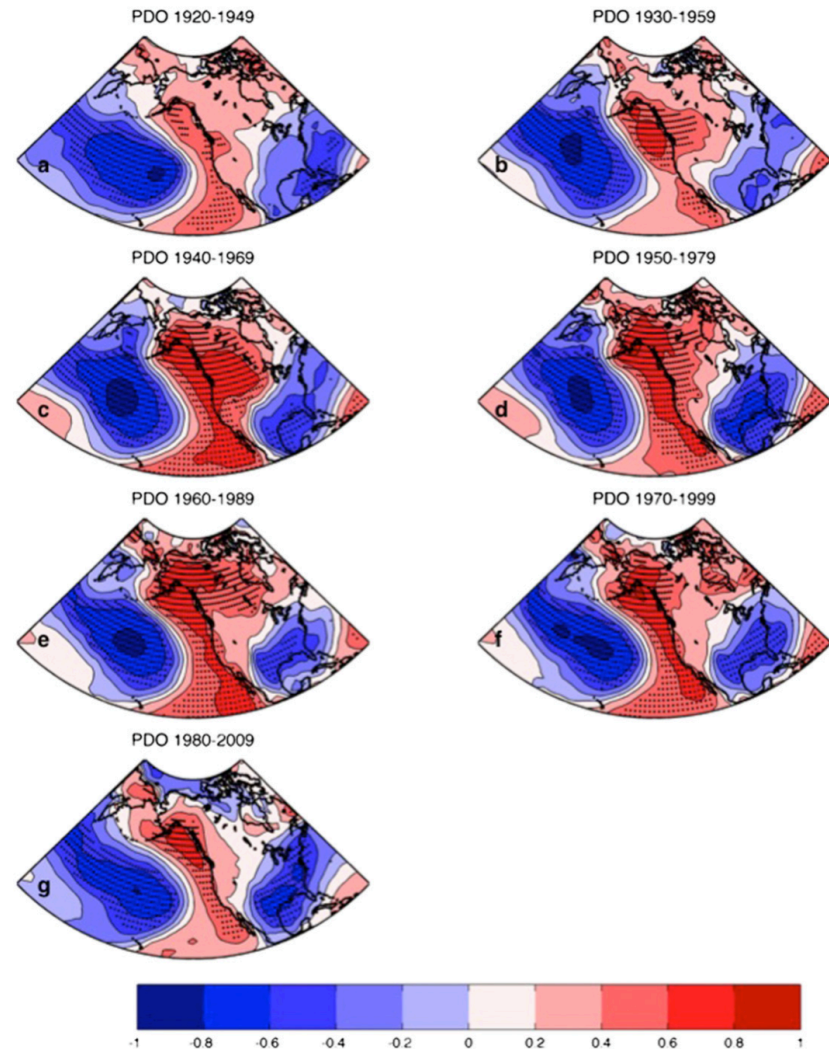 PDO 1920-1949
PDO 1930-1959
a
b
PDO 1940-1969
PDO 1950-1979
c
d
PDO 1960-1989
PDO 1970-1999
e
f
PDO 1980-2009
g
-1 -0.8 -0.6 -0.4 -0.2 0 0.2 0.4 0.6 0.8 1